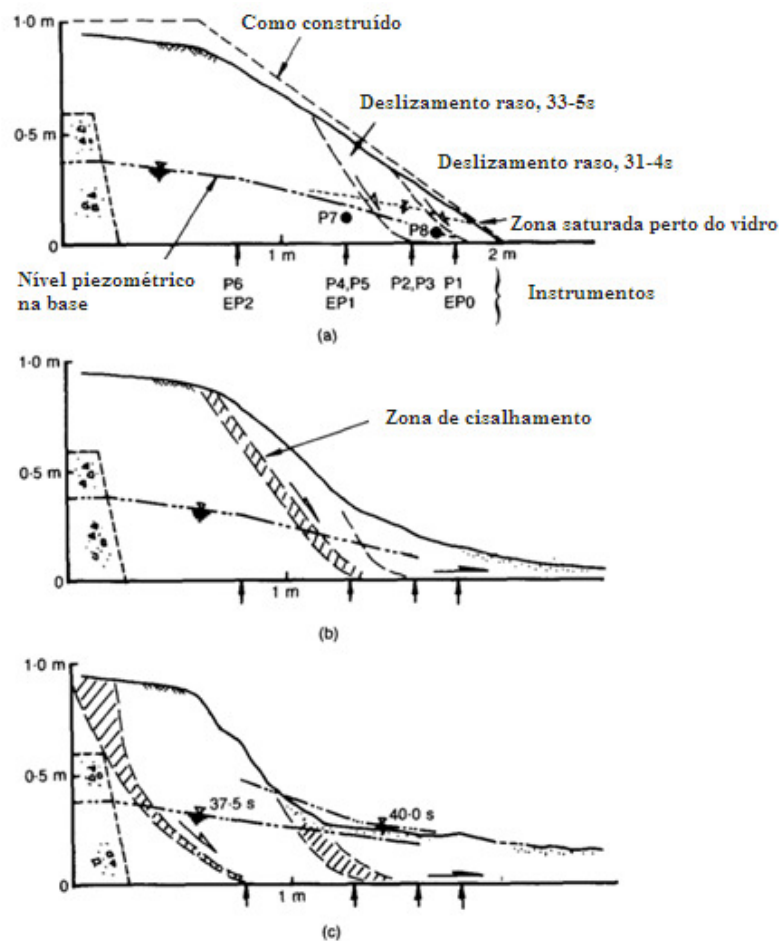 1·0 m
Como construído
Deslizamento raso, 33-5s
0·5 m
Deslizamento raso, 31-4s
P7
P8
Zona saturada perto do vidro
0
1 m
2 m
Nível piezométrico
na base
P6
EP2
P4,P5
EP1
P2,P3
P1
EP0
Instrumentos
(a)
1·0 m
Zona de cisalhamento
0·5 m
0
1 m
(b)
1·0 m
0·5 m
37·5 s
40·0 s
0
1 m
(c)